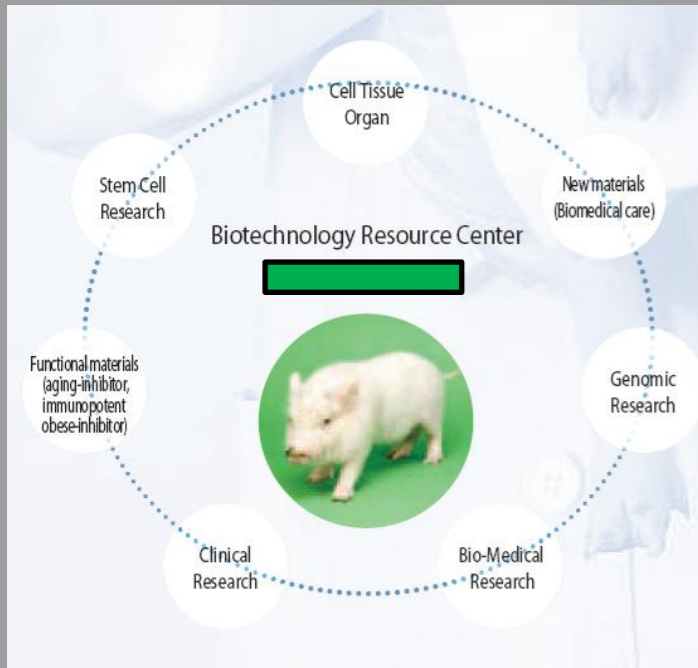 Cell Tissue
Organ
Stem Cell
Research
New materials
(Biomedical care)
Biotechnology Resource Center
Functional materials
(aging-inhibitor,
immunopotent
obese-inhibitor)
Genomic
Research
Clinical
Research
Bio-Medical
Research